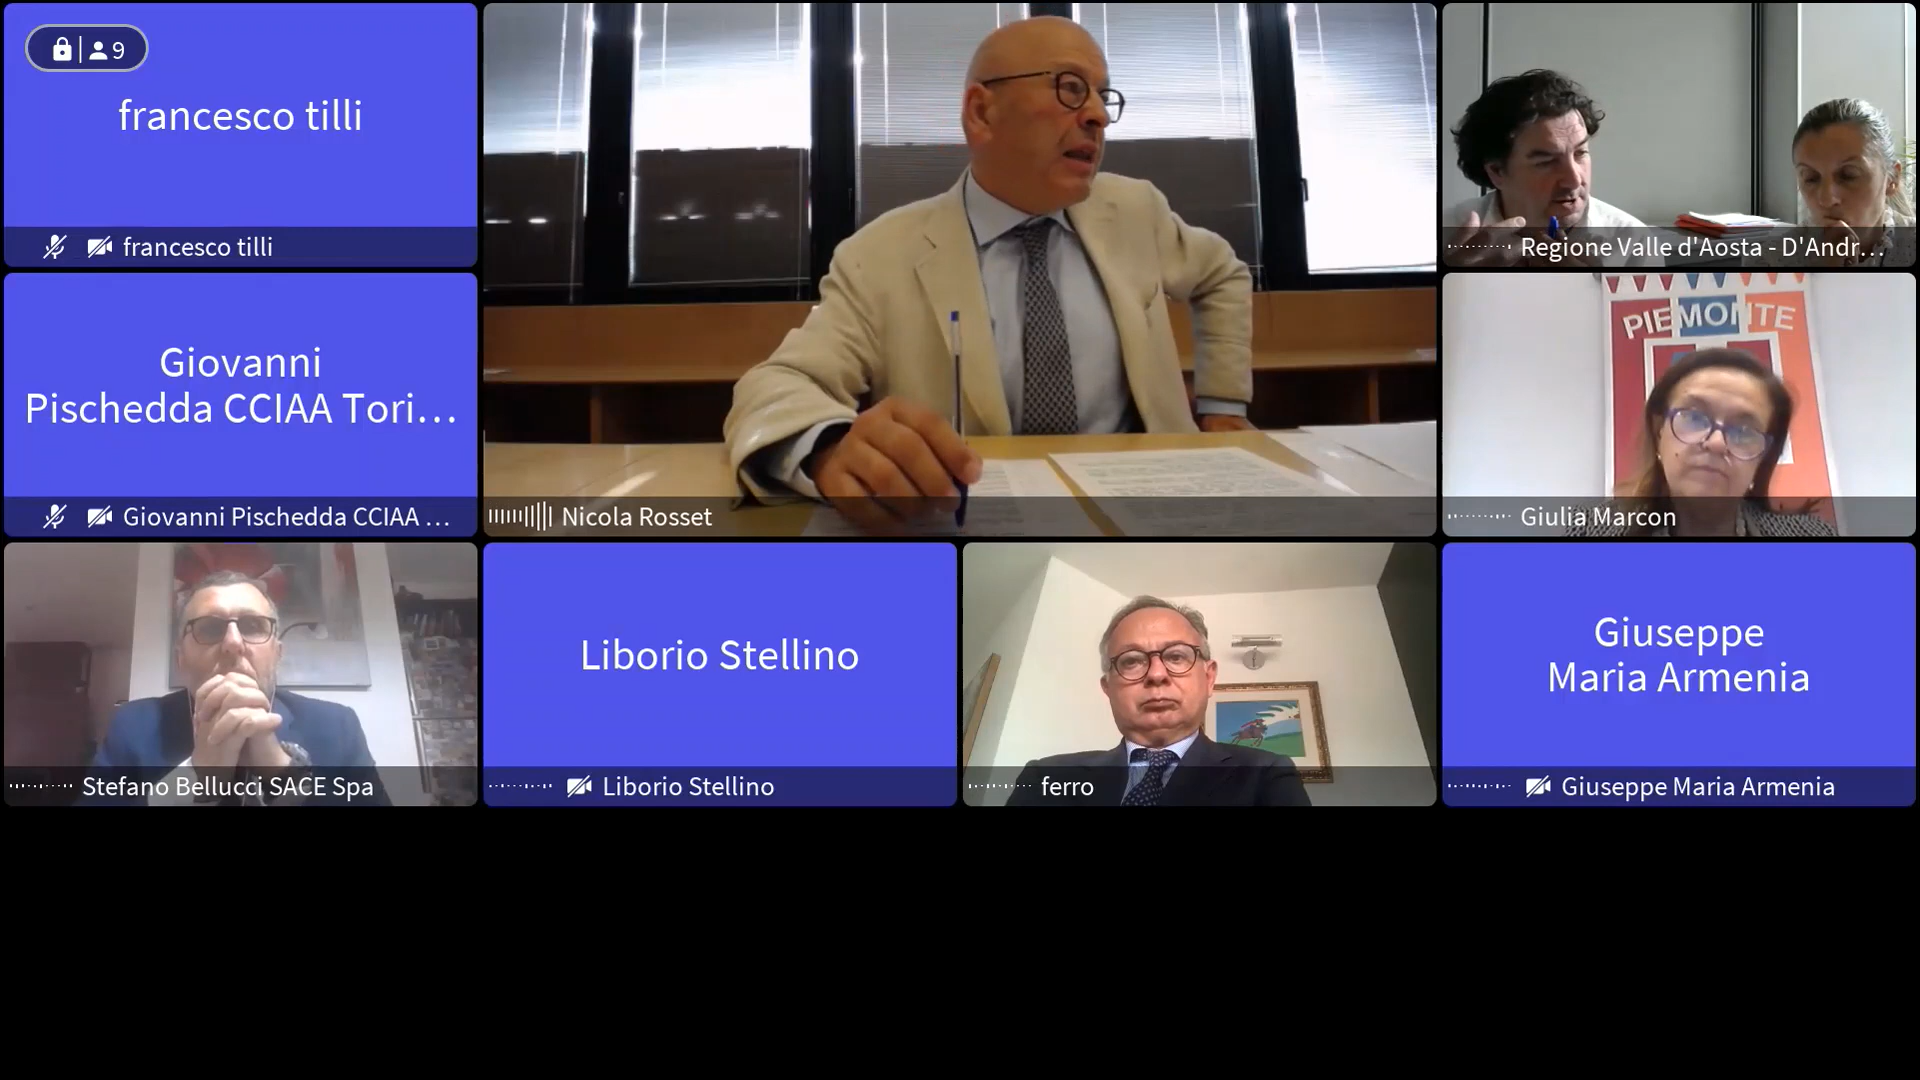 9
francesco tilli
francesco tilli
Giovanni
Pischedda CCIAA Tori…
Giovanni Pischedda CCIAA …
Nicola Rosset
Regione Valle d'Aosta - D'Andr…
PIEMONTE
Giulia Marcon
Stefano Bellucci SACE Spa
Liborio Stellino
Liborio Stellino
ferro
Giuseppe
Maria Armenia
Giuseppe Maria Armenia